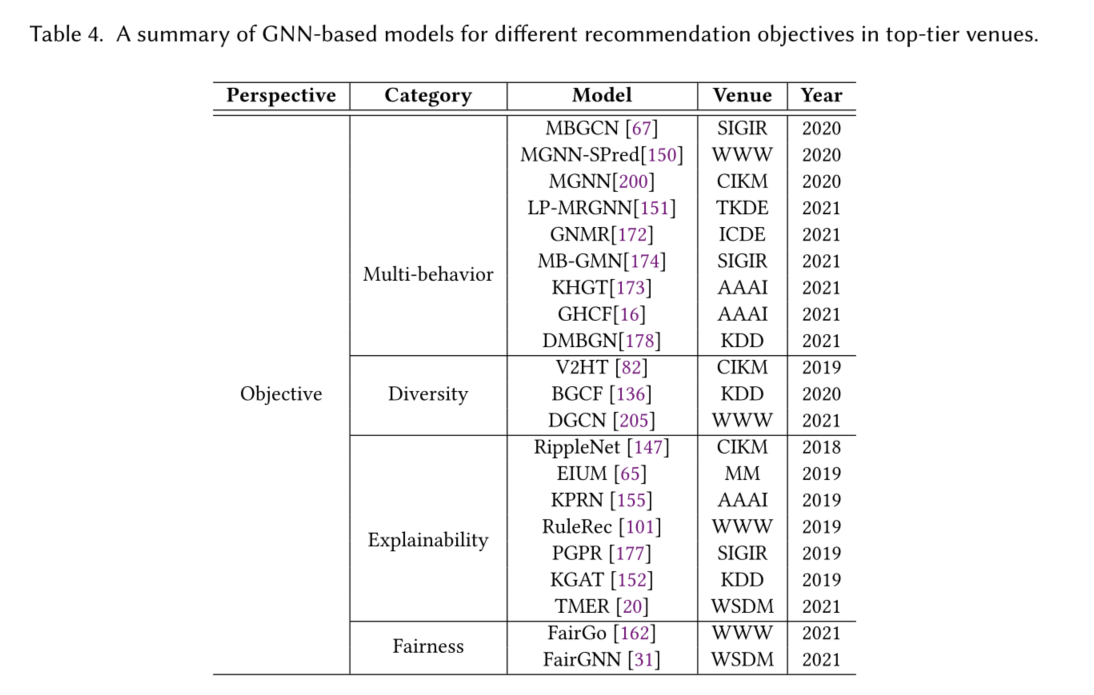 Table 4. A summary of GNN-based models for different recommendation objectives in top-tier venues.
Perspective Category Model Venue Year
MBGCN [67] SIGIR 2020
MGNN-SPred[150] WWW 2020
MGNN[200] CIKM 2020
LP-MRGNN[151] TKDE 2021
GNMR[172] ICDE 2021
MB-GMN[174] SIGIR 2021
Multi-behavior
KHGT[173] AAAI 2021
GHCF[16] AAAI 2021
DMBGN[178] KDD 2021
V2HT [82] CIKM 2019
Objective Diversity BGCF [136] KDD 2020
DGCN [205] WWW 2021
RippleNet [147] CIKM 2018
EIUM [65] MM 2019
KPRN [155] AAAI 2019
RuleRec [101] WWW 2019
Explainability
PGPR [177] SIGIR 2019
KGAT [152] KDD 2019
TMER [20] WSDM 2021
FairGo [162] WWW 2021
Fairness
FairGNN [31] WSDM 2021